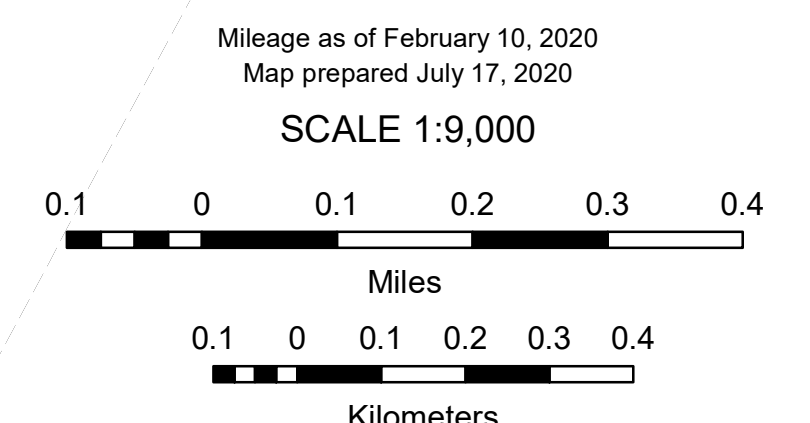 Mileage as of February 10, 2020
Map prepared July 17, 2020
SCALE 1:9,000
0.1 0 0.1 0.2 0.3 0.4
Miles
0.1 0 0.1 0.2 0.3 0.4
Kilometers